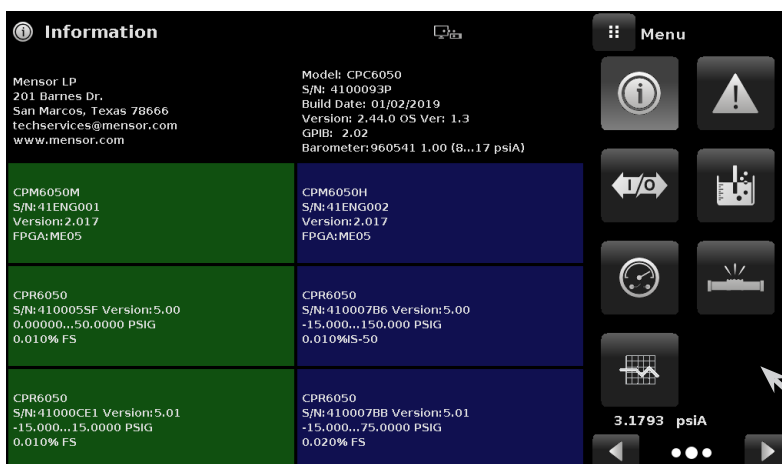 Information
Mensor LP
201 Barnes Dr.
San Marcos, Texas 78666
techservices@mensor.com
www.mensor.com
Model: CPC6050
S/N: 4100093P
Build Date: 01/02/2019
Version: 2.44.0 OS Ver: 1.3
GPIB: 2.02
Barometer:960541 1.00 (8...17 psiA)
CPM6050M
S/N:41ENG001
Version:2.017
FPGA:ME05
CPM6050H
S/N:41ENG002
Version:2.017
FPGA:ME05
CPR6050
S/N:410005SF Version:5.00
0.00000...50.0000 PSIG
0.010% FS
CPR6050
S/N:410007B6 Version:5.00
-15.000...150.000 PSIG
0.010%IS-50
CPR6050
S/N:41000CE1 Version:5.01
-15.000...15.0000 PSIG
0.010% FS
CPR6050
S/N:410007BB Version:5.01
-15.000...75.0000 PSIG
0.020% FS
Menu
I/O
3.1793 psiA